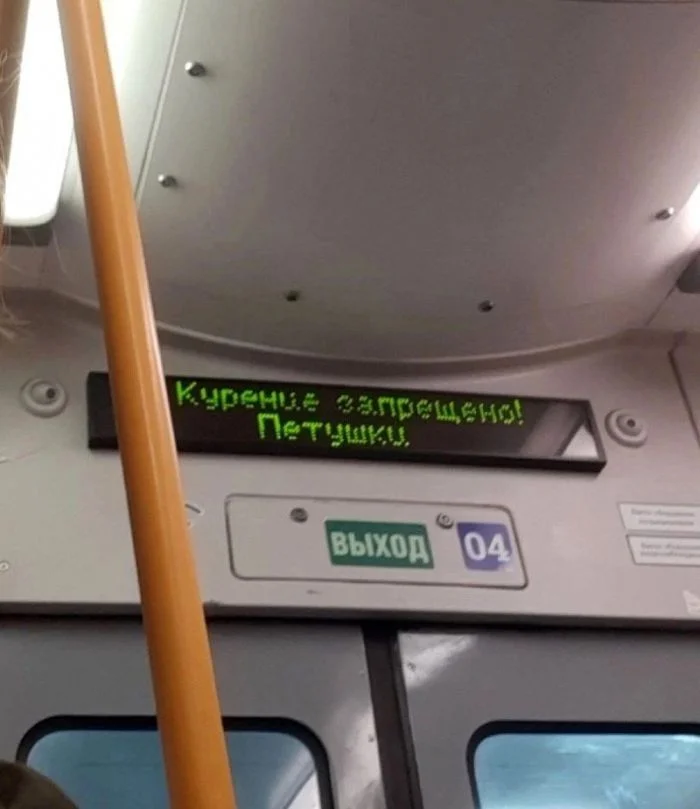 Курение запрещено!
Петушки
ВЫХОД
04